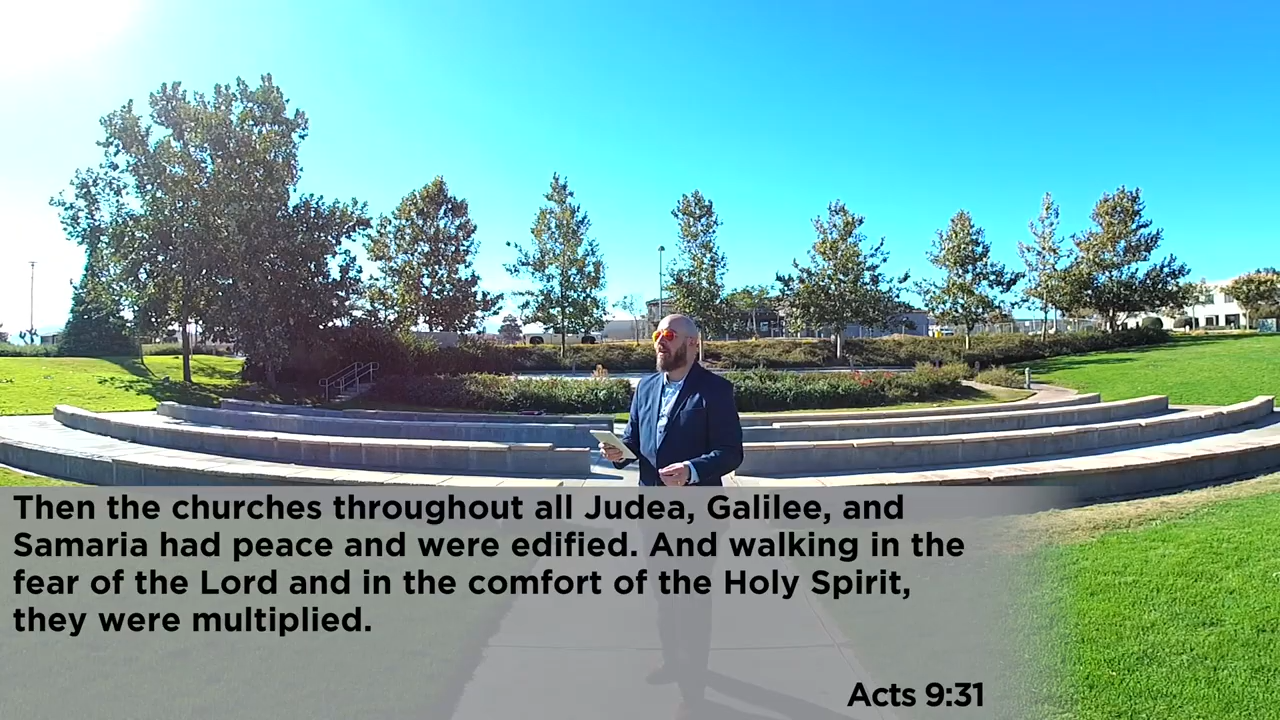 Then the churches throughout all Judea, Galilee, and
Samaria had peace and were edified. And walking in the
fear of the Lord and in the comfort of the Holy Spirit,
they were multiplied.
Acts 9:31